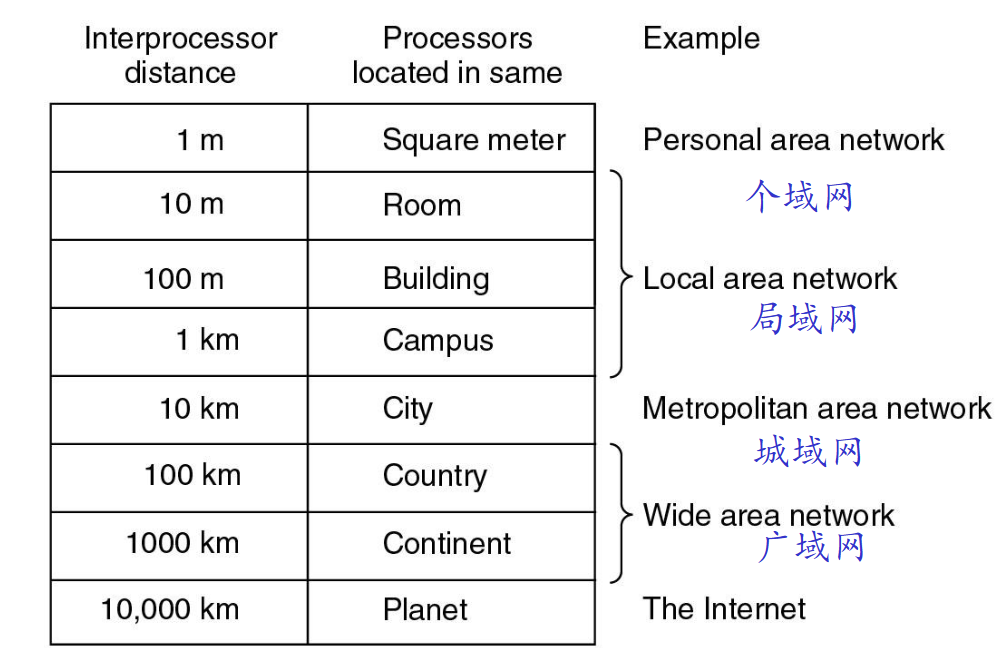 Interprocessor distance
Processors located in same
Example
1 m Square meter Personal area network
个域网
10 m Room
100 m Building Local area network
局域网
1 km Campus
10 km City Metropolitan area network
城域网
100 km Country
Wide area network
广域网
1000 km Continent
10,000 km Planet The Internet